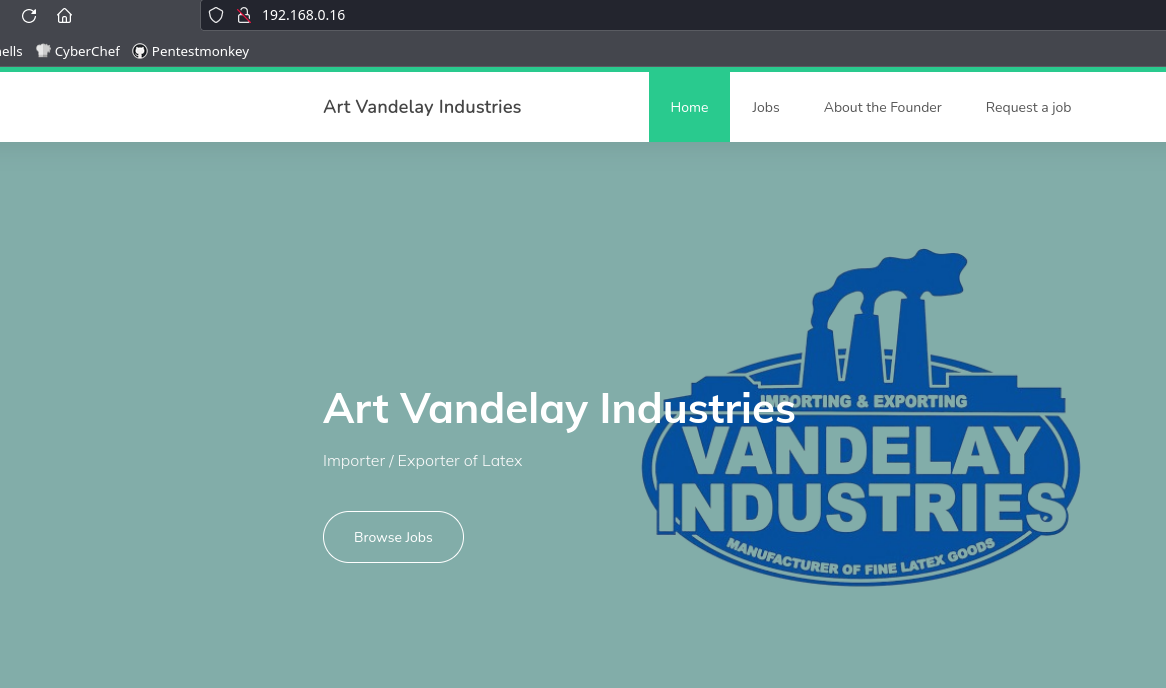 192.168.0.16
ells CyberChef Pentestmonkey
Art Vandelay Industries Home Jobs About the Founder Request a job
IMPORTING & EXPORTING
Art Vandelay Industries
VANDELAY
Importer / Exporter of Latex
INDUSTRIES
Browse Jobs
MANUFACTURER OF FINE LATEX GOODS